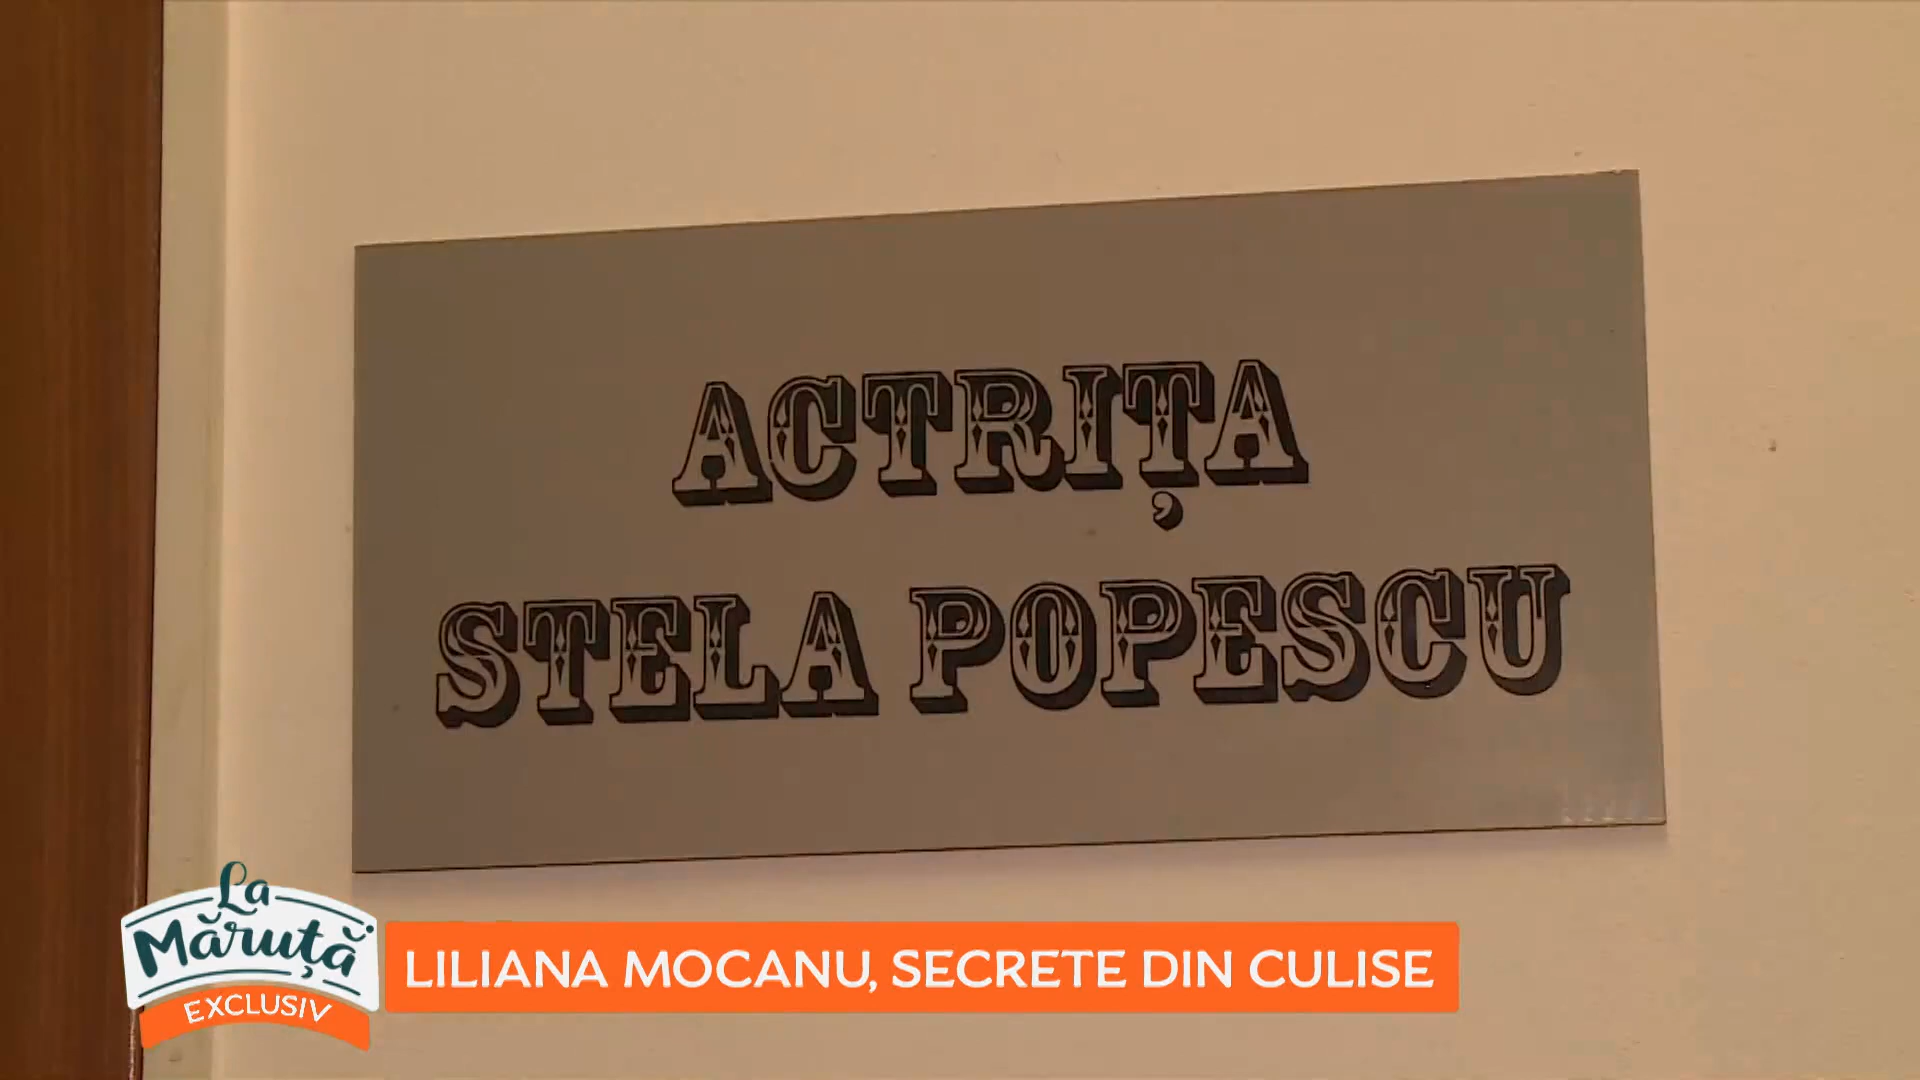 ACTRIȚA
STELA POPESCU
La
Măruță
EXCLUSIV
LILIANA MOCANU, SECRETE DIN CULISE